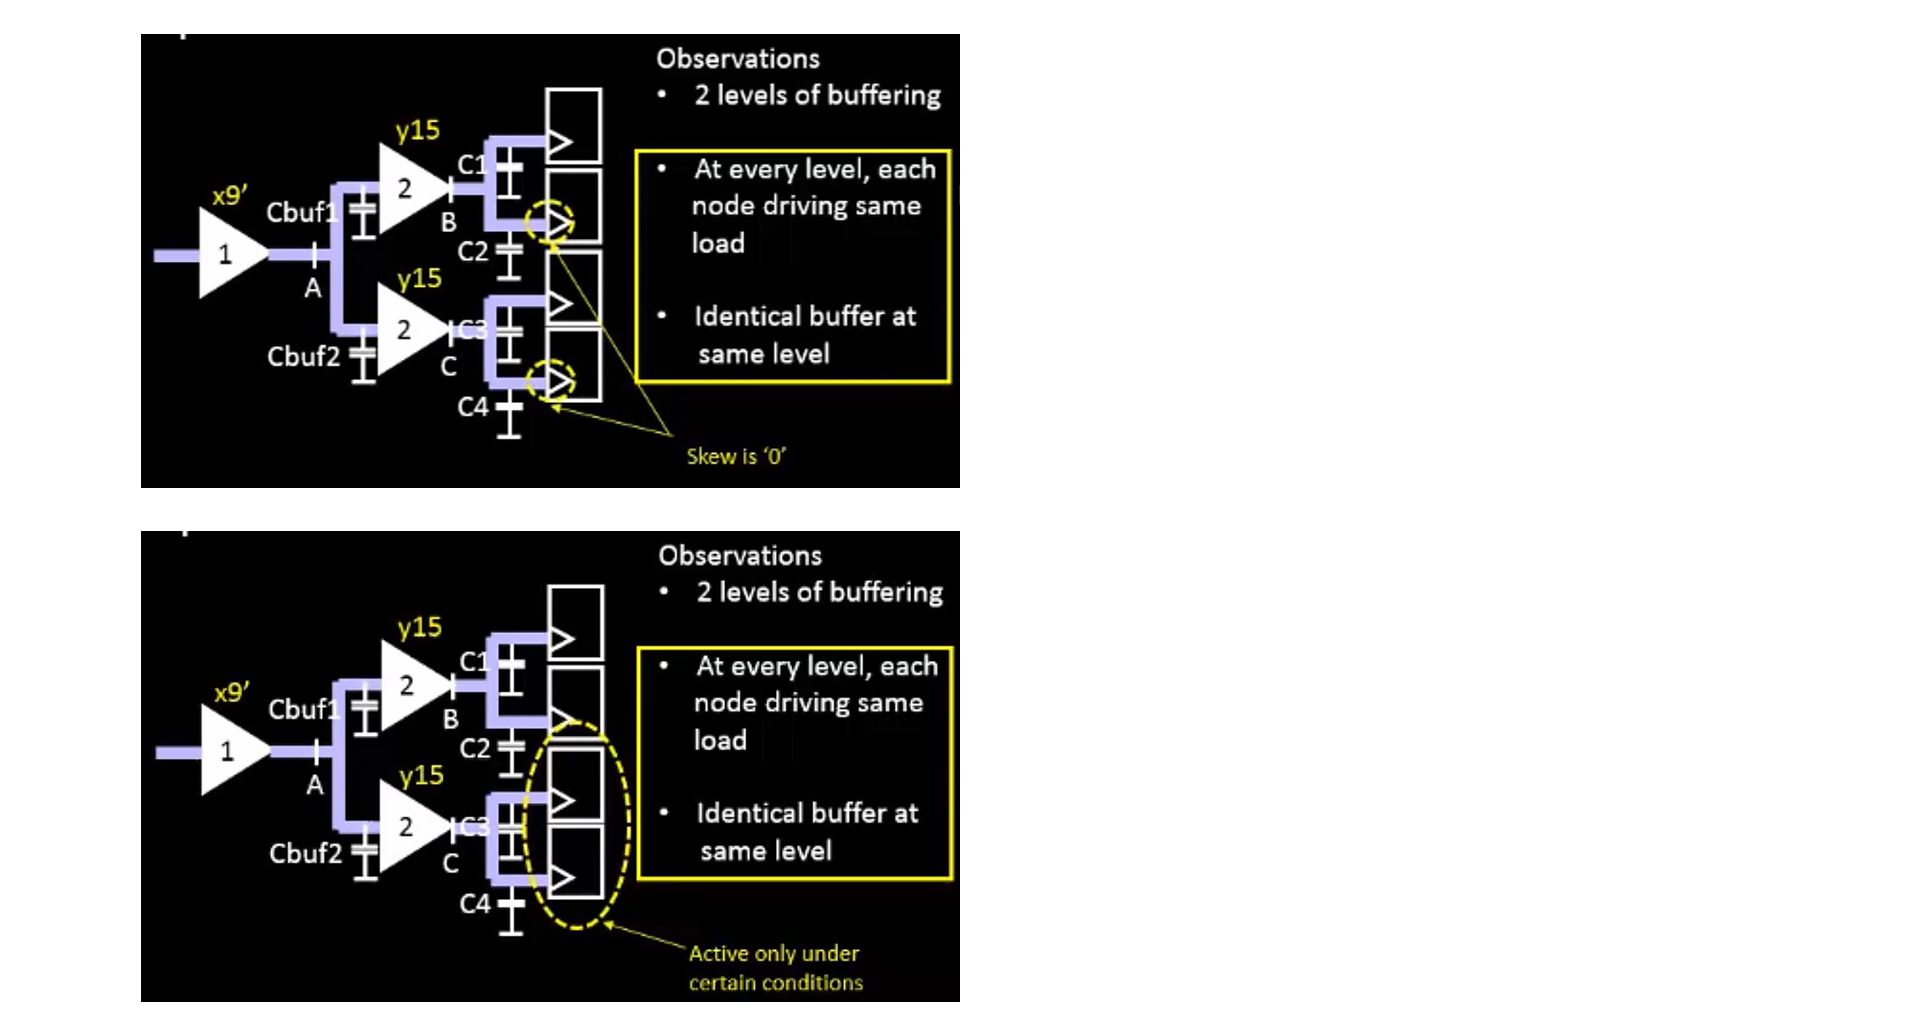 Observations
• 2 levels of buffering
y15
C1
x9’
Cbuf1
2
• At every level, each
node driving same
load
B
1
C2
A
y15
• Identical buffer at
same level
C3
2
Cbuf2
C
C4
Skew is ‘0’
Observations
• 2 levels of buffering
y15
C1
x9’
Cbuf1
2
• At every level, each
node driving same
load
B
1
C2
A
y15
• Identical buffer at
same level
C3
2
Cbuf2
C
C4
Active only under
certain conditions